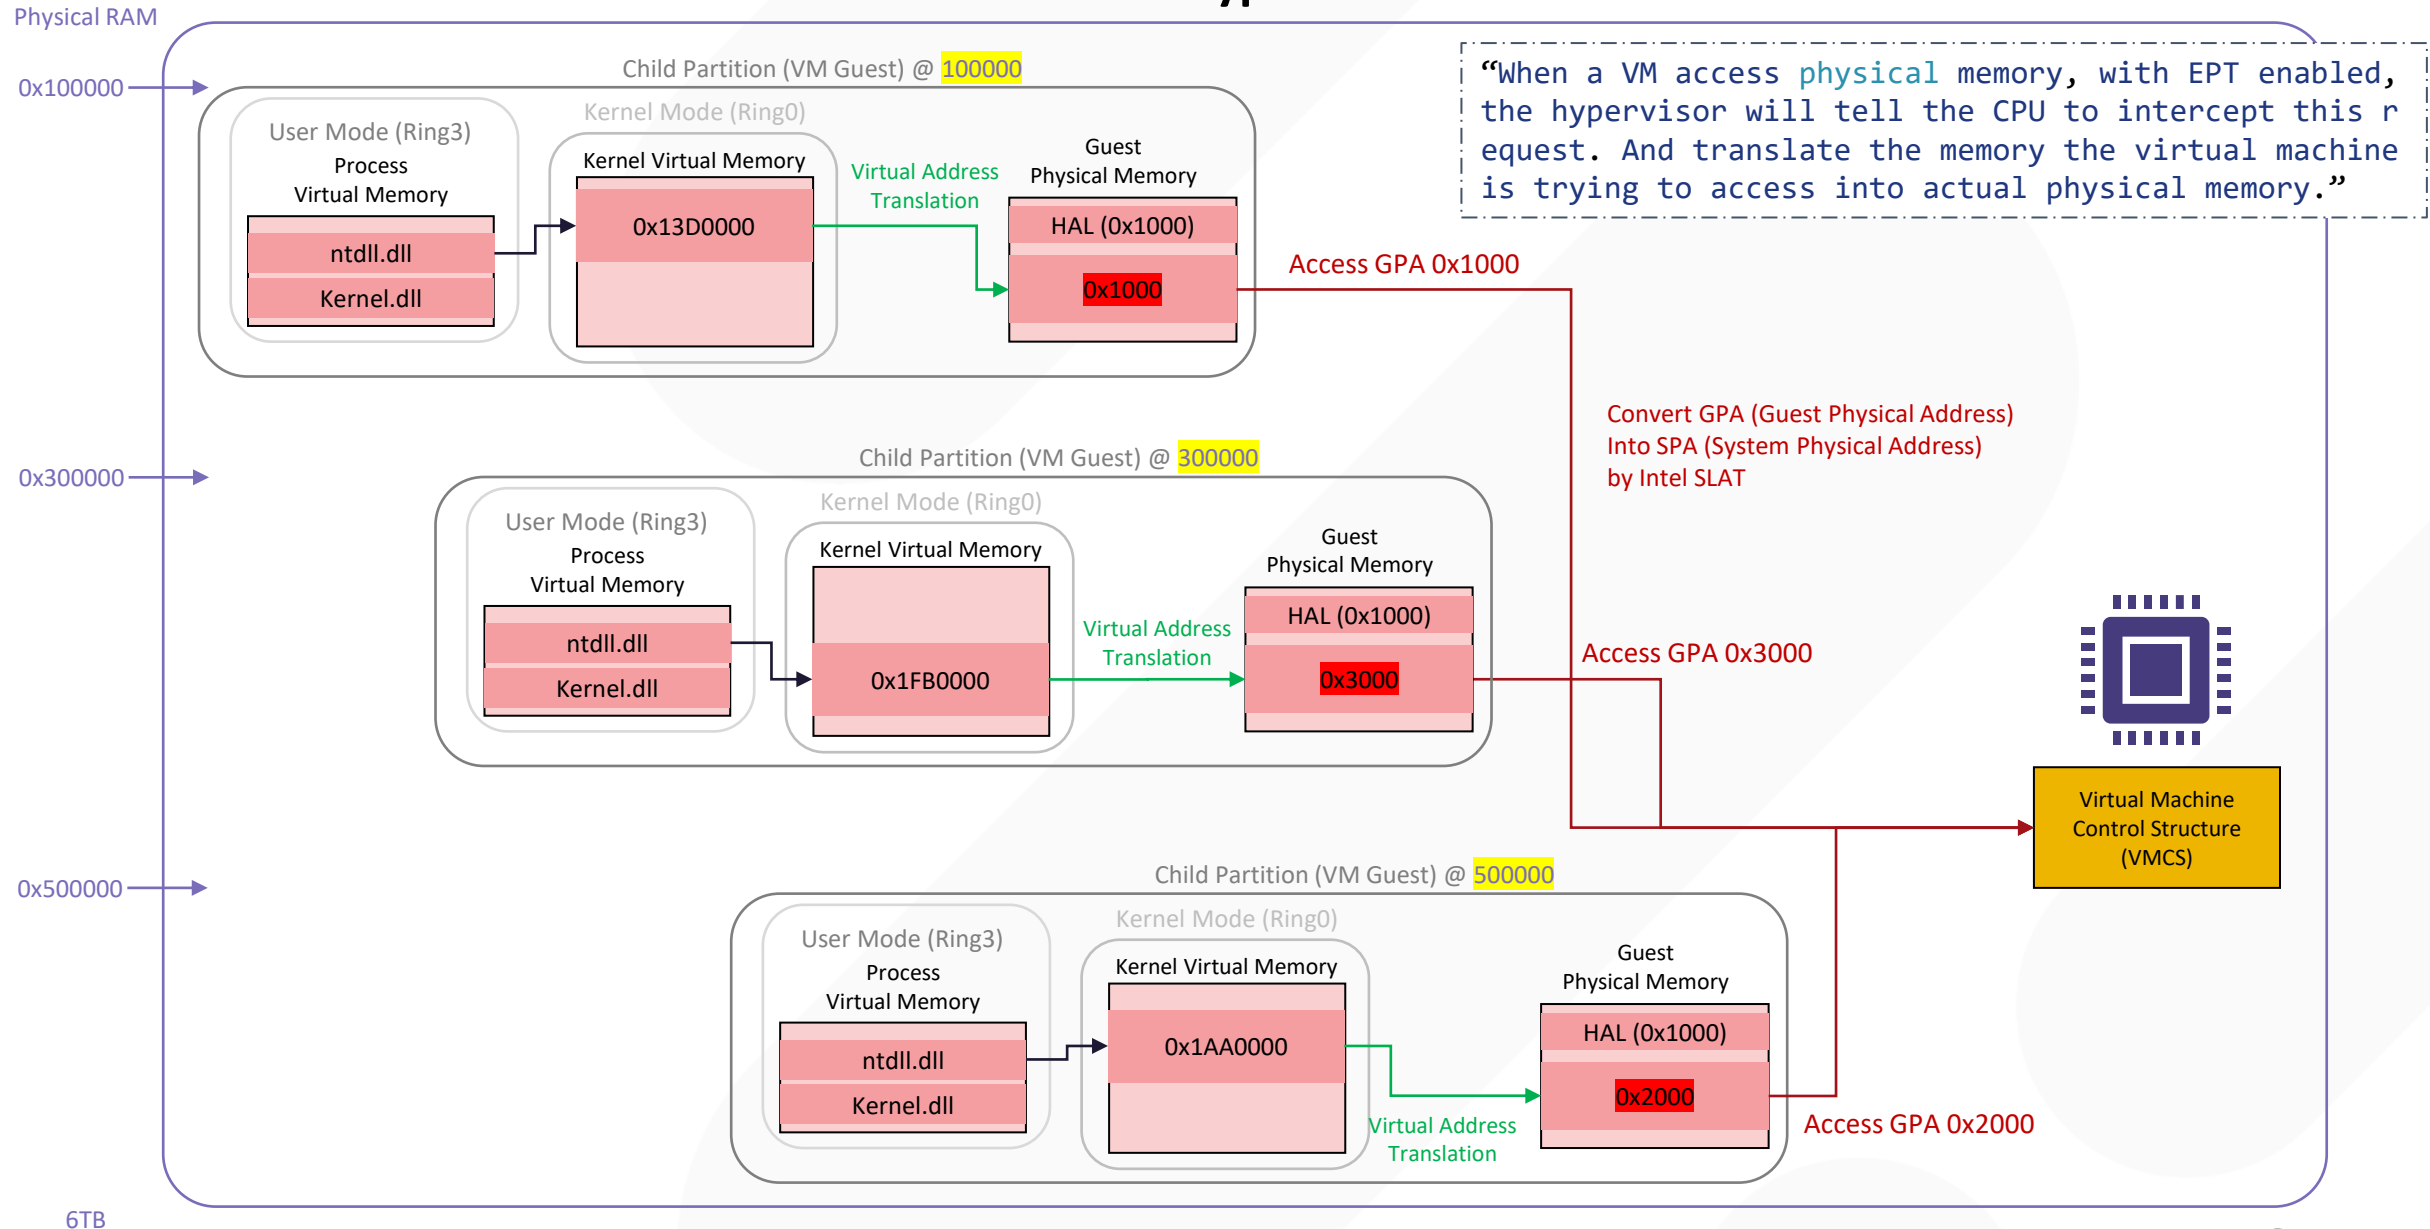 Physical RAM
0x100000
Child Partition (VM Guest) @ 100000
User Mode (Ring3)
Process
Virtual Memory
ntdll.dll
Kernel.dll
Kernel Mode (Ring0)
Kernel Virtual Memory
0x13D0000
Virtual Address
Translation
Guest
Physical Memory
HAL (0x1000)
0x1000
Access GPA 0x1000
“When a VM access physical memory, with EPT enabled,
the hypervisor will tell the CPU to intercept this r
equest. And translate the memory the virtual machine
is trying to access into actual physical memory.”
Convert GPA (Guest Physical Address)
Into SPA (System Physical Address)
by Intel SLAT
0x300000
Child Partition (VM Guest) @ 300000
User Mode (Ring3)
Process
Virtual Memory
ntdll.dll
Kernel.dll
Kernel Mode (Ring0)
Kernel Virtual Memory
0x1FB0000
Virtual Address
Translation
Guest
Physical Memory
HAL (0x1000)
0x3000
Access GPA 0x3000
Virtual Machine
Control Structure
(VMCS)
0x500000
Child Partition (VM Guest) @ 500000
User Mode (Ring3)
Process
Virtual Memory
ntdll.dll
Kernel.dll
Kernel Mode (Ring0)
Kernel Virtual Memory
0x1AA0000
Virtual Address
Translation
Guest
Physical Memory
HAL (0x1000)
0x2000
Access GPA 0x2000
6TB